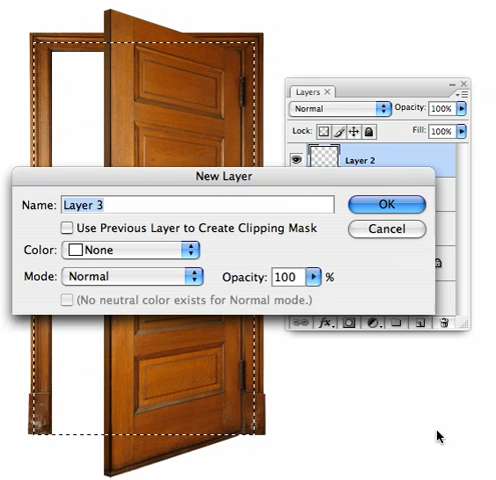 Layers ×
Normal Opacity: 100%
Lock: Fill: 100%
Layer 2
New Layer
Name: Layer 3
OK
Use Previous Layer to Create Clipping Mask
Cancel
Color: None
Mode: Normal Opacity: 100 %
(No neutral color exists for Normal mode.)
fx.